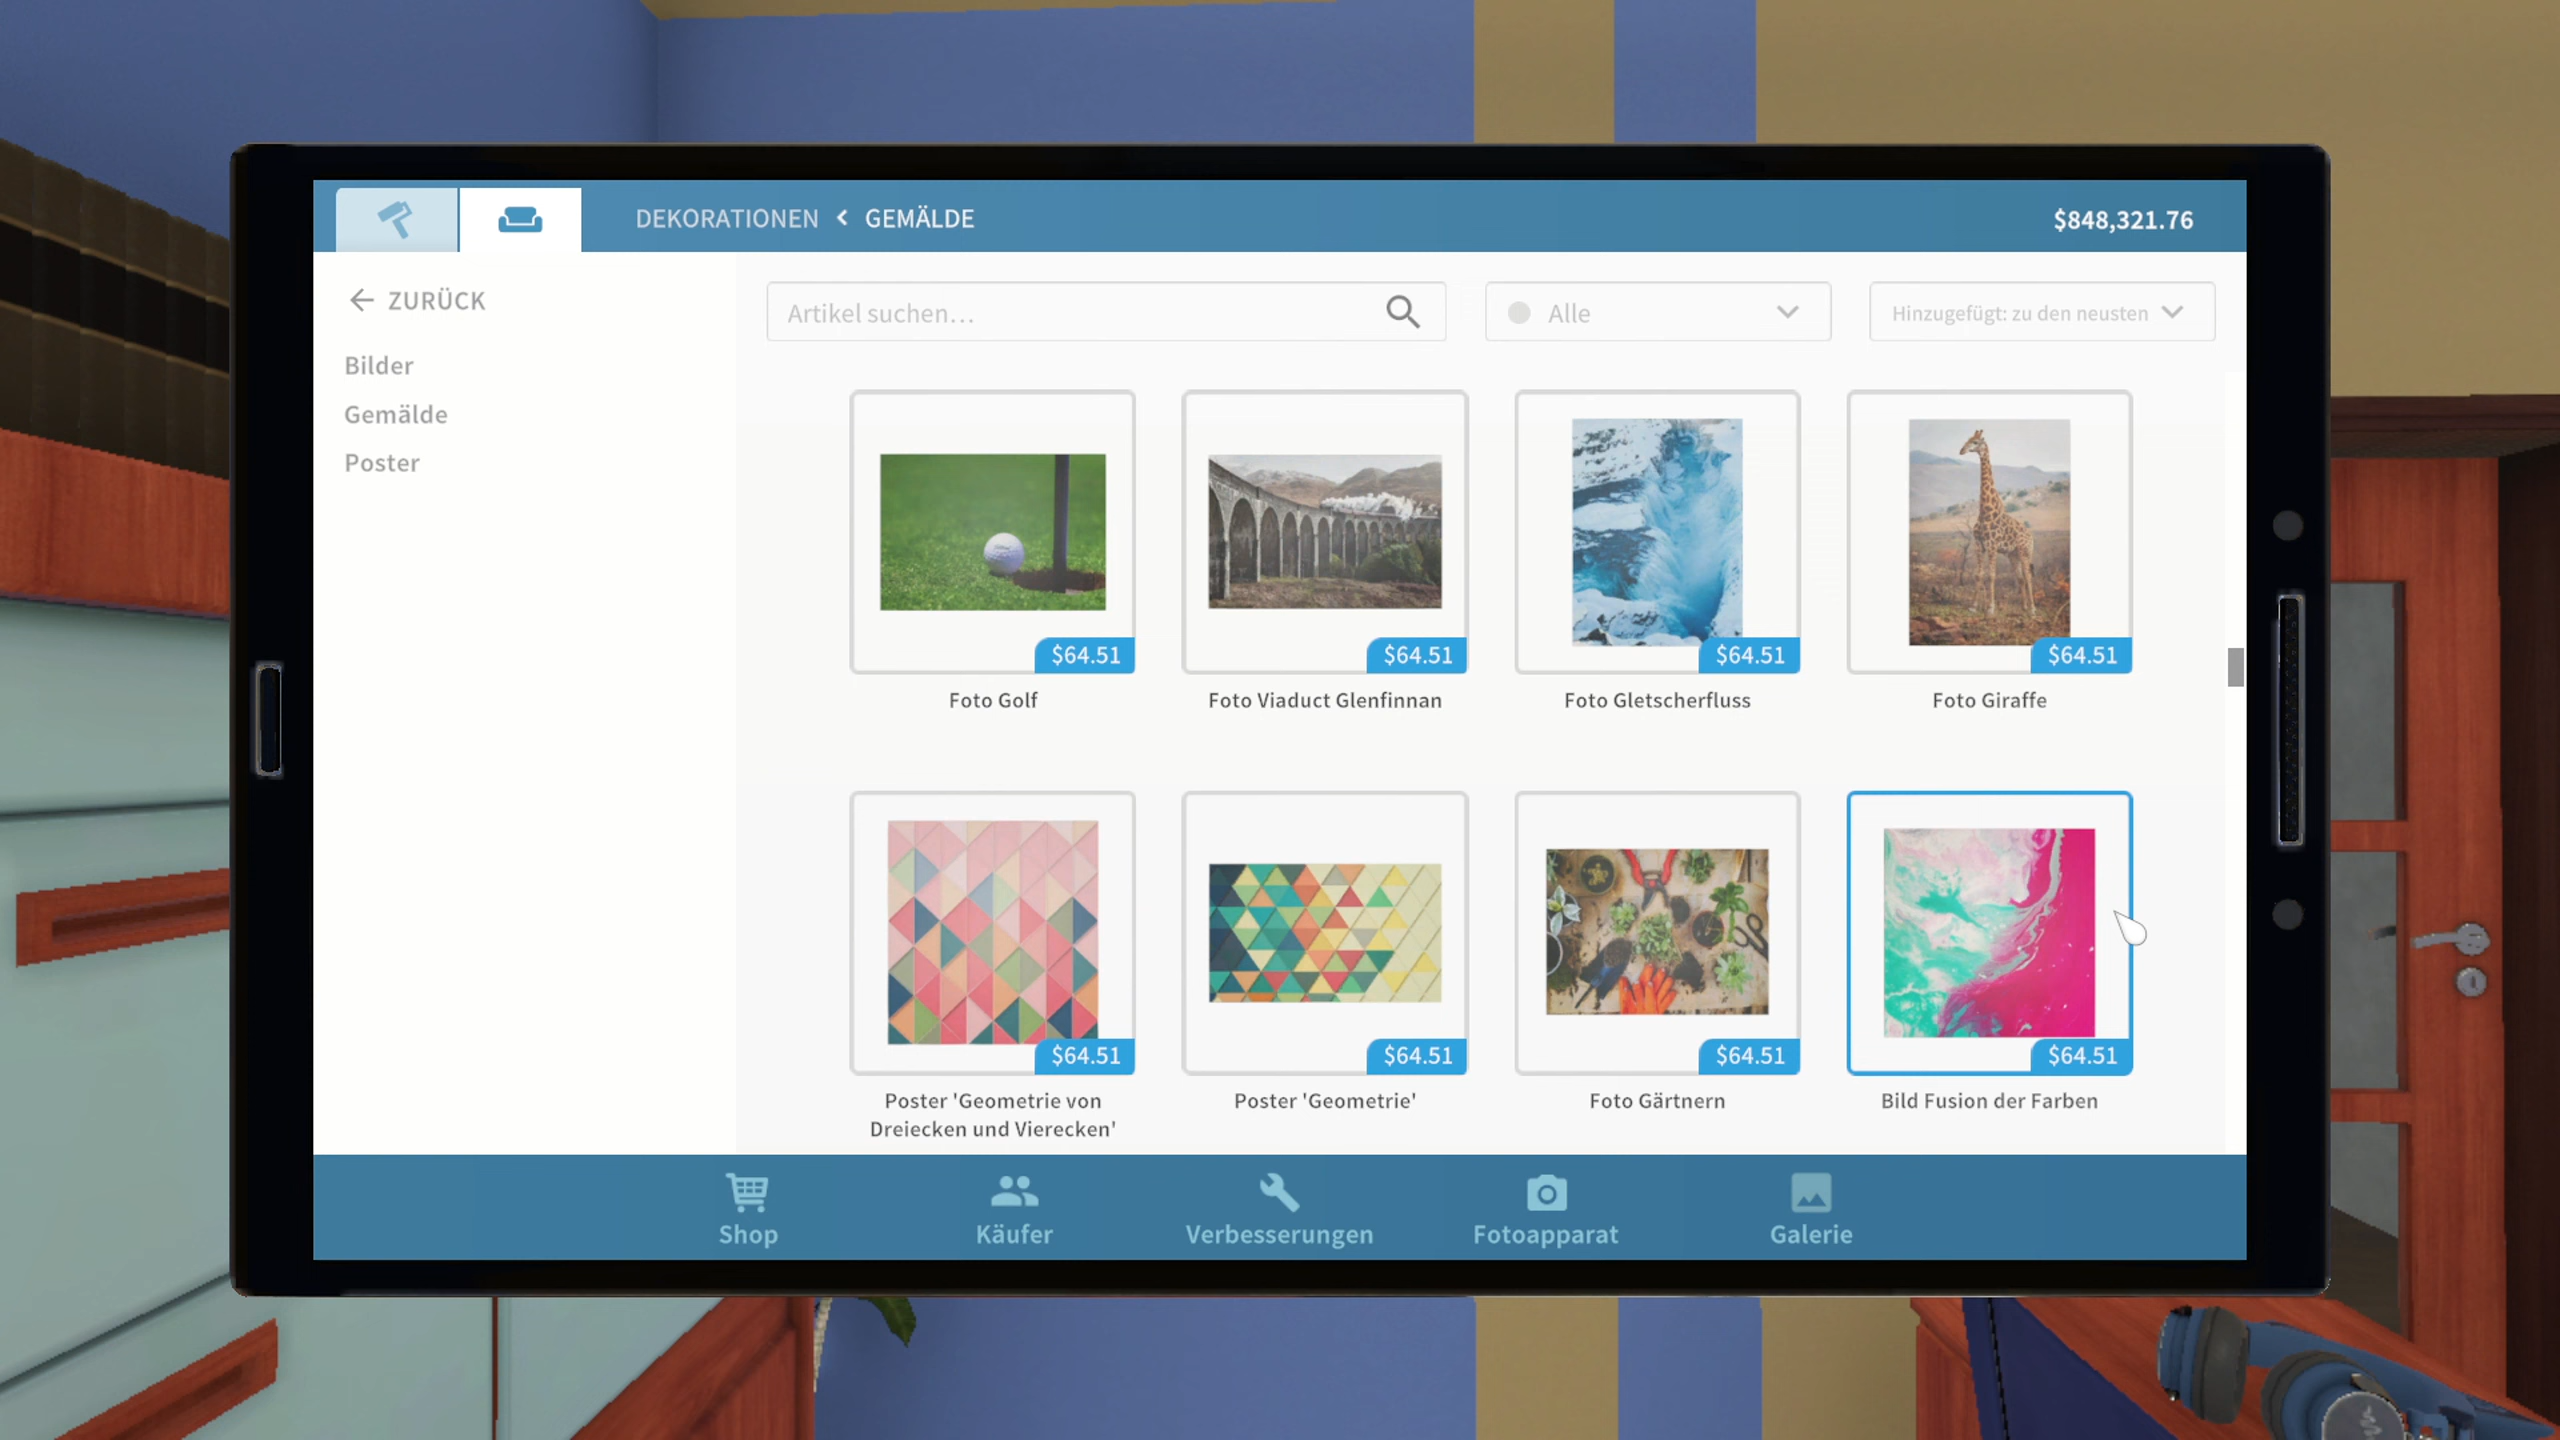 DEKORATIONEN < GEMÄLDE
$848,321.76
← ZURÜCK
Bilder
Gemälde
Poster
Artikel suchen...
Alle
Hinzugefügt: zu den neusten
$64.51
$64.51
$64.51
$64.51
Foto Golf
Foto Viaduct Glenfinnan
Foto Gletscherfluss
Foto Giraffe
$64.51
$64.51
$64.51
$64.51
Poster 'Geometrie von
Dreiecken und Vierecken'
Poster 'Geometrie'
Foto Gärtnern
Bild Fusion der Farben
Shop
Käufer
Verbesserungen
Fotoapparat
Galerie